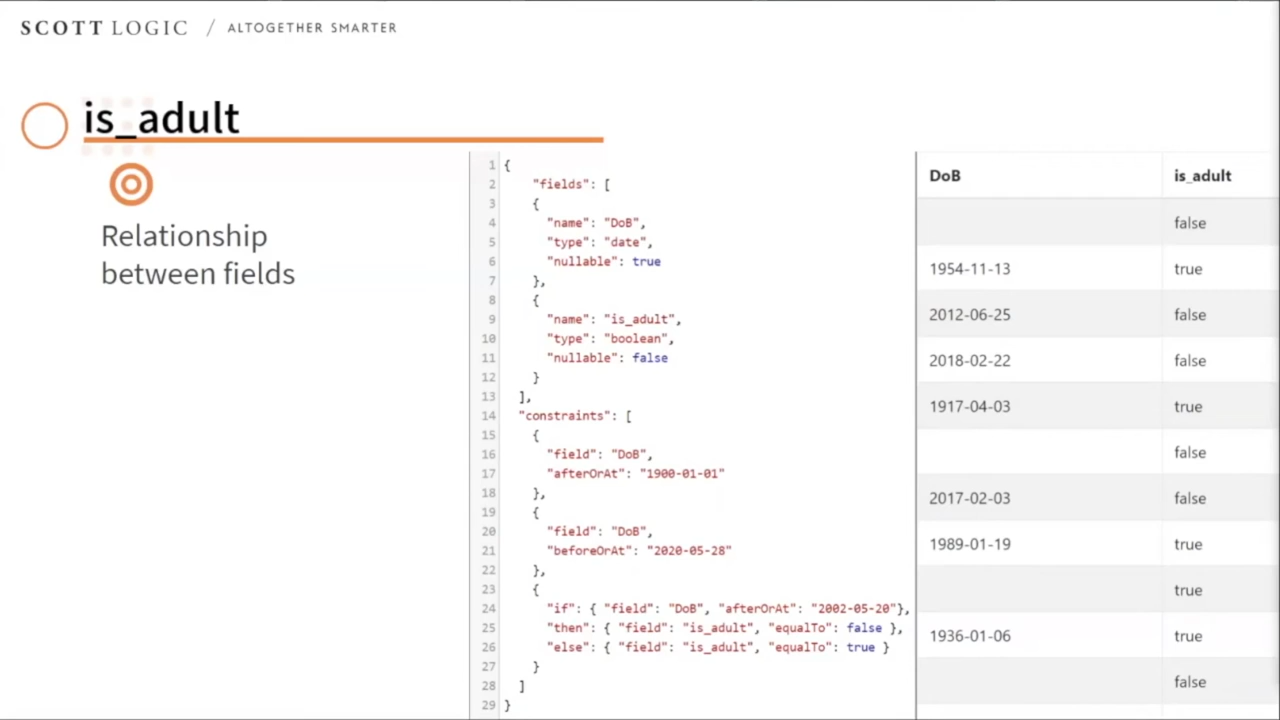 SCOTT LOGIC / ALTOGETHER SMARTER
is_adult
Relationship
between fields
1 {
2 "fields": [
3 {
4 "name": "DoB",
5 "type": "date",
6 "nullable": true
7 },
8 {
9 "name": "is_adult",
10 "type": "boolean",
11 "nullable": false
12 }
13 ],
14 "constraints": [
15 {
16 "field": "DoB",
17 "afterOrAt": "1900-01-01"
18 },
19 {
20 "field": "DoB",
21 "beforeOrAt": "2020-05-28"
22 },
23 {
24 "if": { "field": "DoB", "afterOrAt": "2002-05-20"},
25 "then": { "field": "is_adult", "equalTo": false },
26 "else": { "field": "is_adult", "equalTo": true }
27 }
28 ]
29 }
DoB is_adult
false
1954-11-13 true
2012-06-25 false
2018-02-22 false
1917-04-03 true
false
2017-02-03 false
1989-01-19 true
true
1936-01-06 true
false